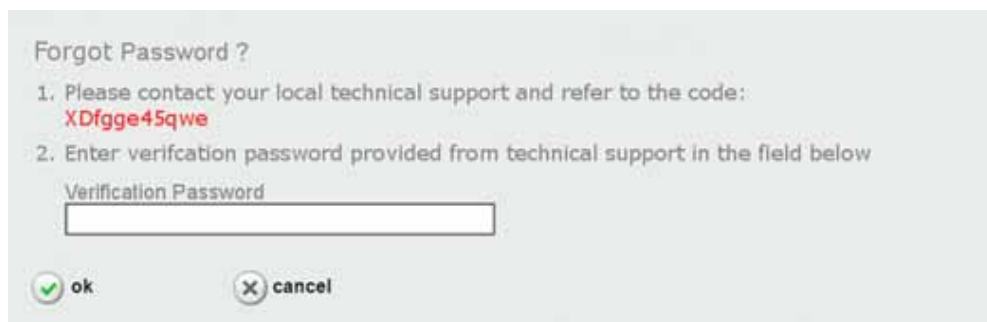 Forgot Password ?
1. Please contact your local technical support and refer to the code:
XDfgge45qwe
2. Enter verifcation password provided from technical support in the field below
Verification Password
ok
cancel